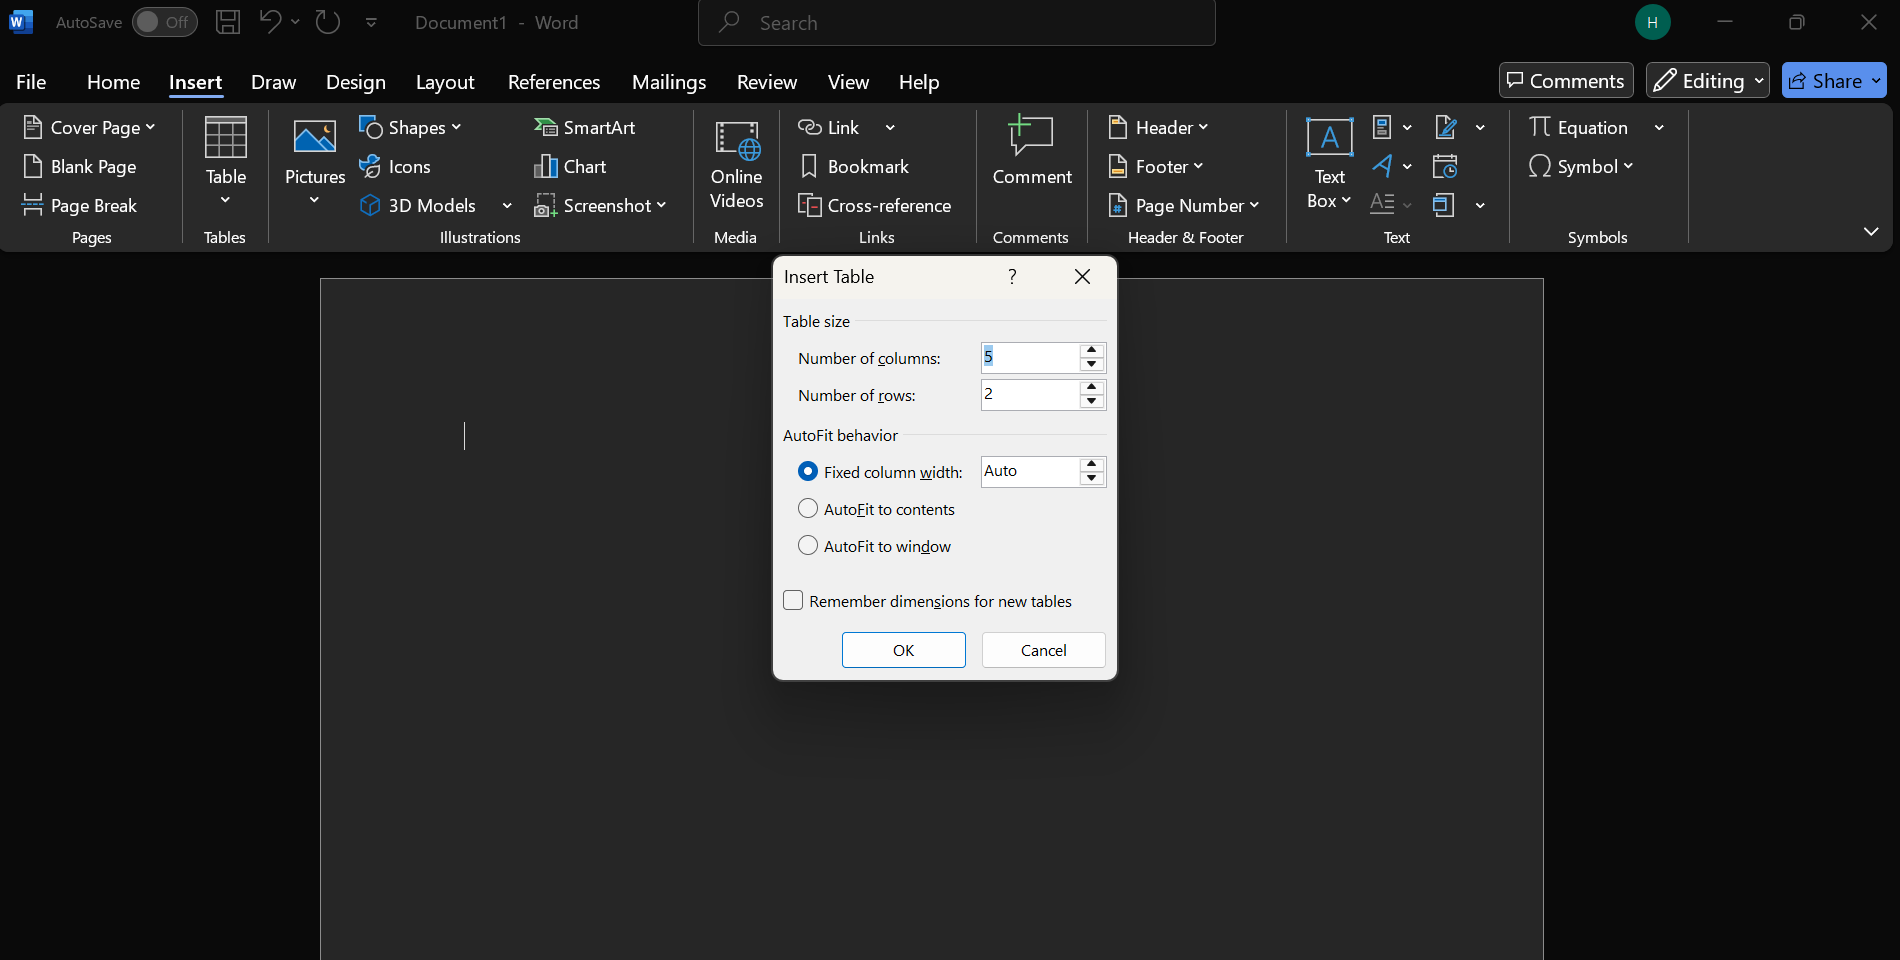 W AutoSave Off Document1 - Word Search H
File Home Insert Draw Design Layout References Mailings Review View Help Comments Editing Share
Cover Page
Blank Page
Page Break
Pages
Table
Tables
Pictures
Shapes
Icons
3D Models
SmartArt
Chart
Screenshot
Illustrations
Online
Videos
Media
Link
Bookmark
Cross-reference
Links
Comment
Comments
Header
Footer
# Page Number
Header & Footer
A
Text
Box
A
A
Text
π Equation
Ω Symbol
Symbols
Insert Table ?
Table size
Number of columns: 5
Number of rows: 2
AutoFit behavior
Fixed column width: Auto
AutoFit to contents
AutoFit to window
Remember dimensions for new tables
OK Cancel